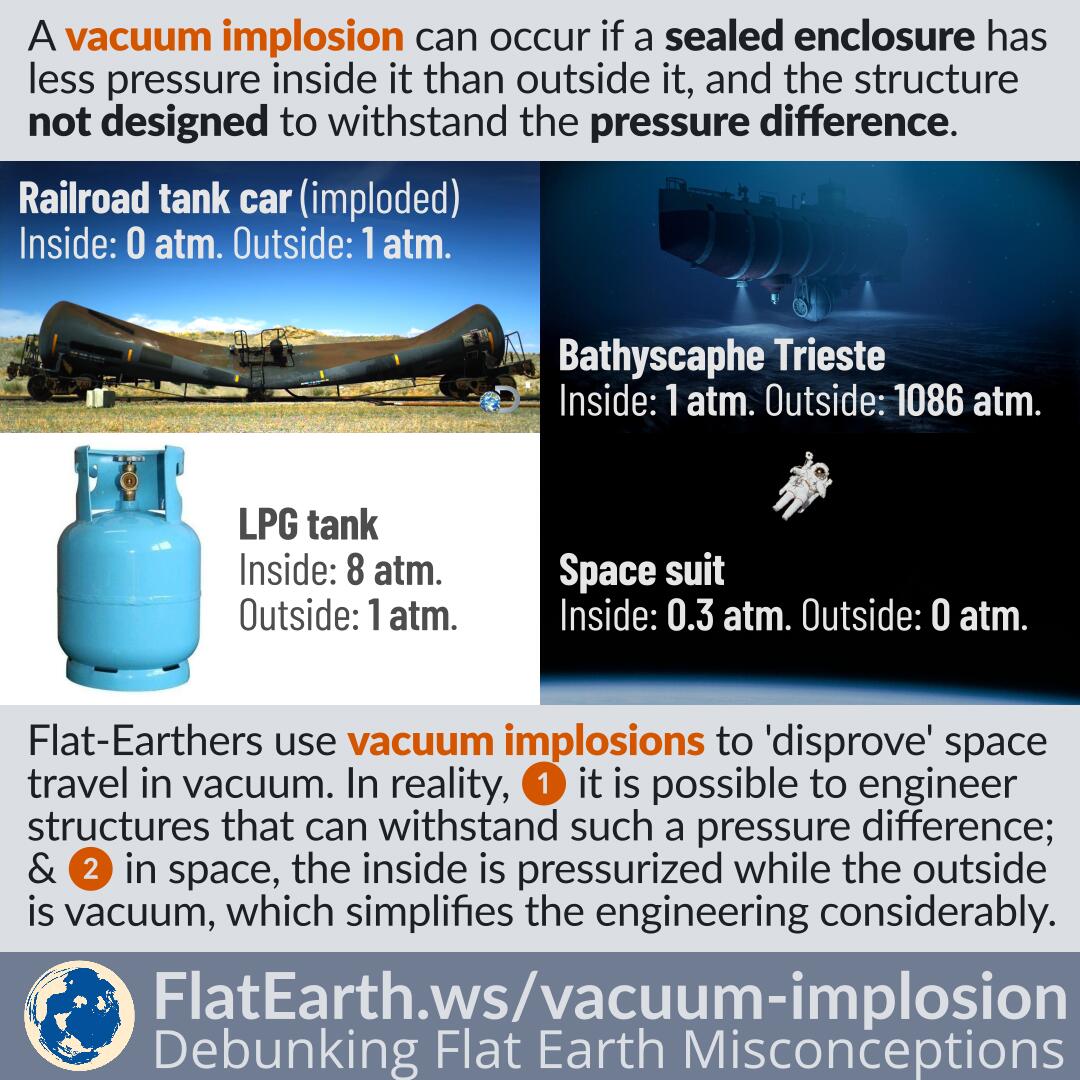 A vacuum implosion can occur if a sealed enclosure has
less pressure inside it than outside it, and the structure
not designed to withstand the pressure difference.
Railroad tank car (imploded)
Inside: 0 atm. Outside: 1 atm.
Bathyscaphe Trieste
Inside: 1 atm. Outside: 1086 atm.
LPG tank
Inside: 8 atm.
Outside: 1 atm.
Space suit
Inside: 0.3 atm. Outside: 0 atm.
Flat-Earthers use vacuum implosions to 'disprove' space
travel in vacuum. In reality, 1 it is possible to engineer
structures that can withstand such a pressure difference;
& 2 in space, the inside is pressurized while the outside
is vacuum, which simplifies the engineering considerably.
FlatEarth.ws/vacuum-implosion
Debunking Flat Earth Misconceptions